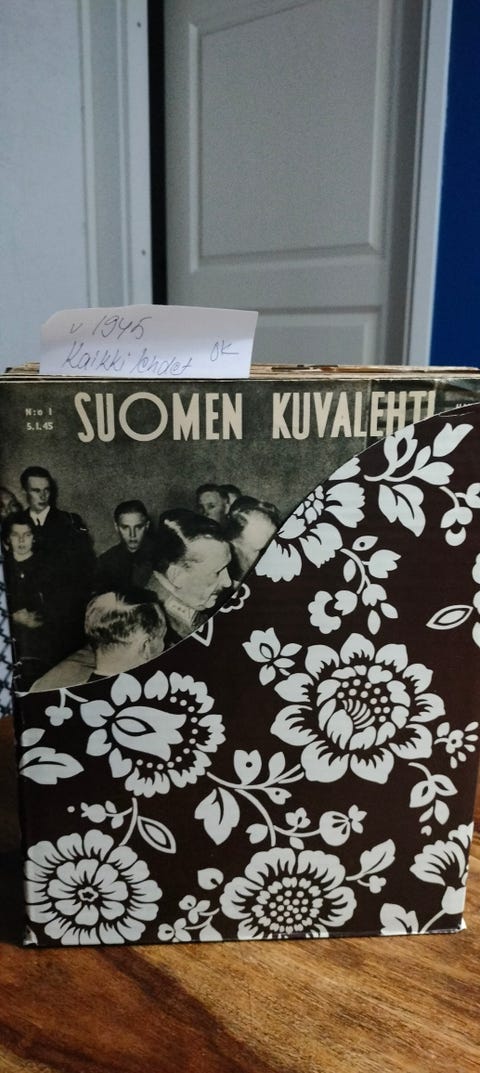 v 1945
Kaikki lehdet OK
N:o 1
5.1.45
SUOMEN KUVALEHTI